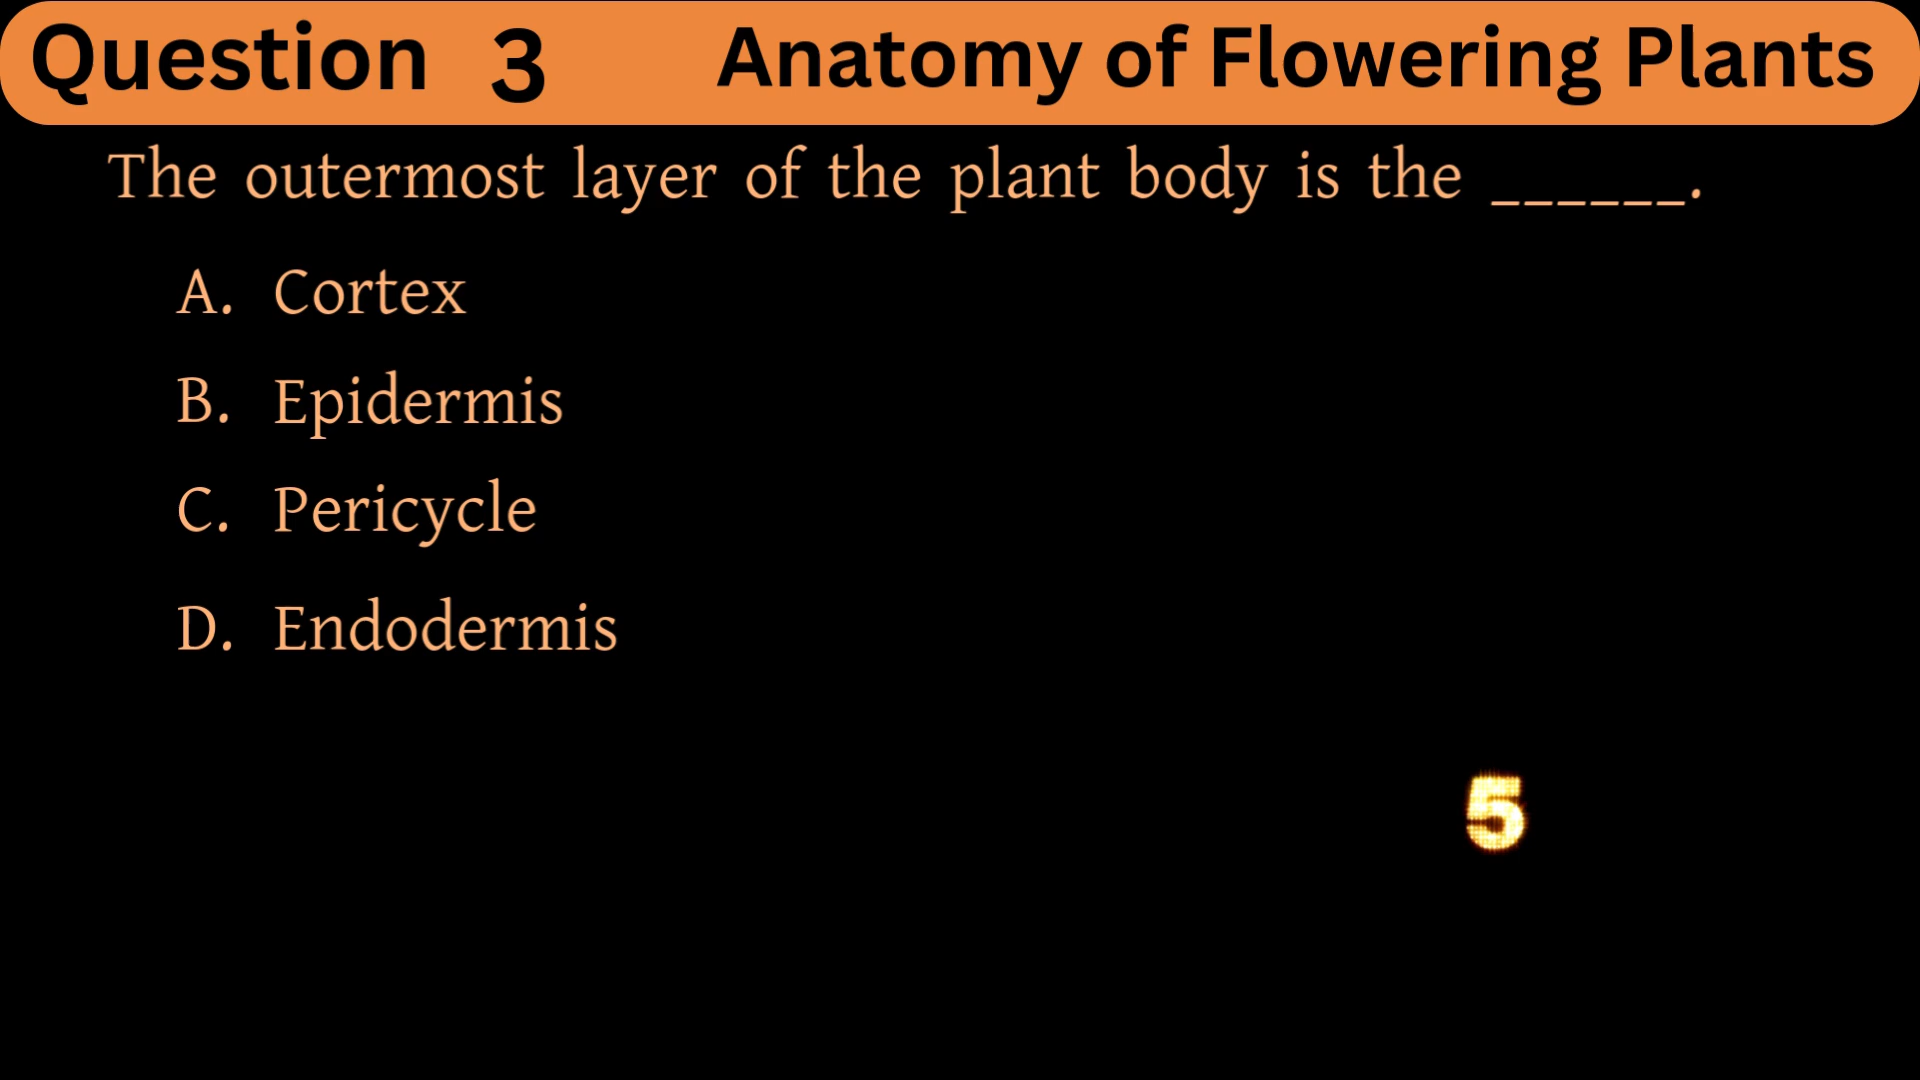 Question 3 Anatomy of Flowering Plants
The outermost layer of the plant body is the ______.
A. Cortex
B. Epidermis
C. Pericycle
D. Endodermis
5